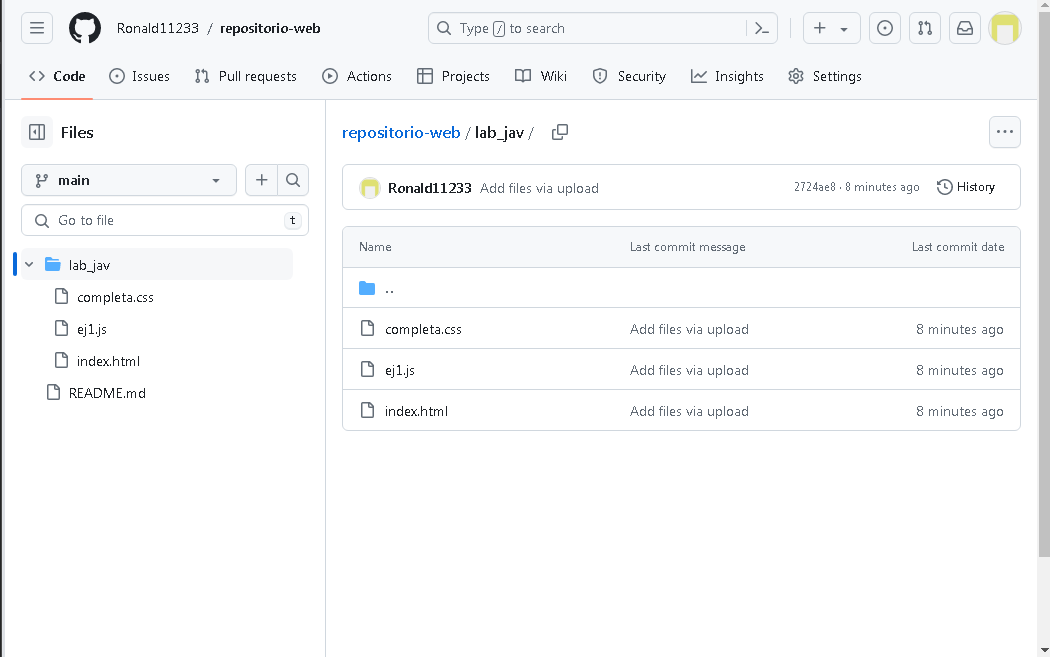 Ronald11233 / repositorio-web
Type / to search
Code Issues Pull requests Actions Projects Wiki Security Insights Settings
Files
main
Go to file t
lab_jav
completa.css
ej1.js
index.html
README.md
repositorio-web / lab_jav /
Ronald11233 Add files via upload 2724ae8 · 8 minutes ago History
Name Last commit message Last commit date
..
completa.css Add files via upload 8 minutes ago
ej1.js Add files via upload 8 minutes ago
index.html Add files via upload 8 minutes ago